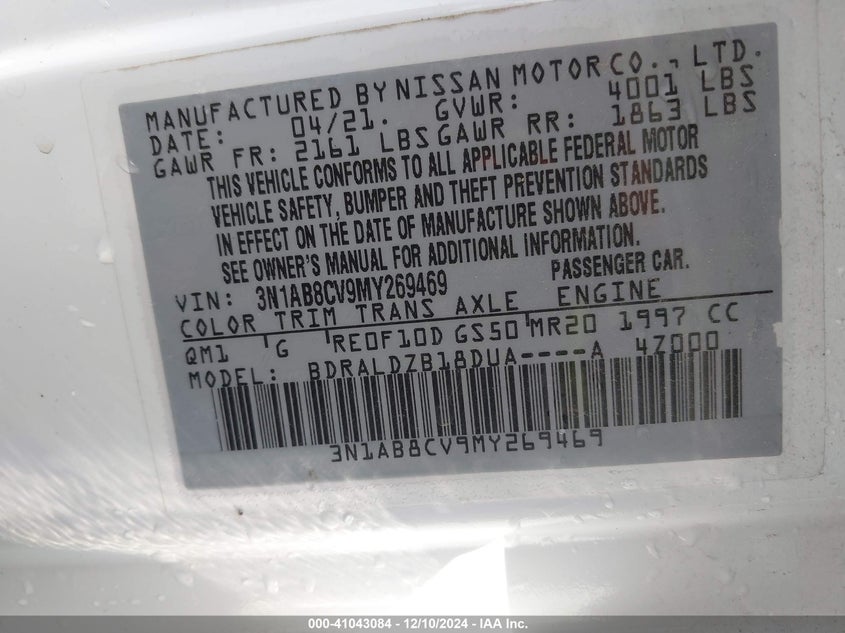 MANUFACTURED BY NISSAN MOTOR CO., LTD.
DATE: 04/21. GVWR: 4001 LBS
GAWR FR: 2161 LBS GAWR RR: 1863 LBS
THIS VEHICLE CONFORMS TO ALL APPLICABLE FEDERAL MOTOR
VEHICLE SAFETY, BUMPER AND THEFT PREVENTION STANDARDS
IN EFFECT ON THE DATE OF MANUFACTURE SHOWN ABOVE.
SEE OWNER'S MANUAL FOR ADDITIONAL INFORMATION.
VIN: 3N1AB8CV9MY269469 PASSENGER CAR.
COLOR TRIM TRANS AXLE ENGINE
QM1 G RE0F10D GS50 MR20 1997 CC
MODEL: BDRALDZB18DUA----A 4Z000
3N1AB8CV9MY269469
000-41043084 - 12/10/2024 - IAA Inc.